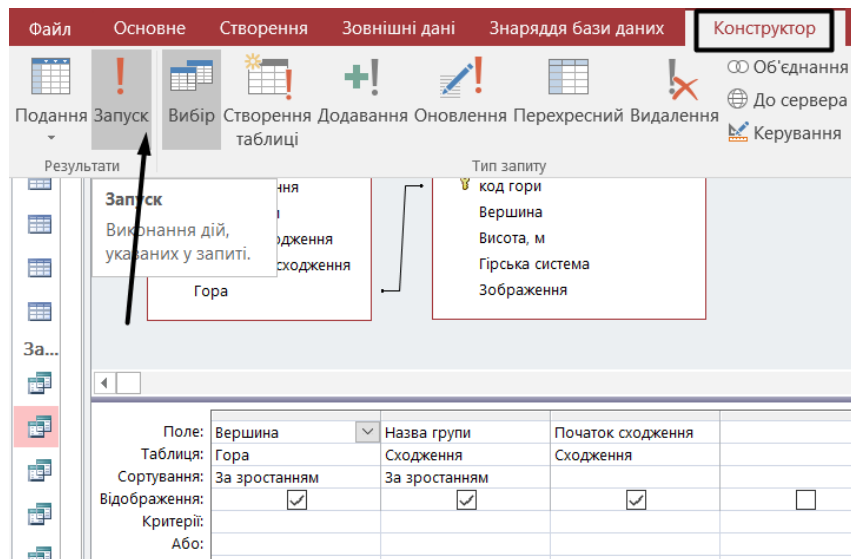 Файл Основне Створення Зовнішні дані Знаряддя бази даних Конструктор
Подання Запуск Вибір Створення таблиці Додавання Оновлення Перехресний Видалення
Об'єднання
До сервера
Керування
Результати Тип запиту
Запуск
Виконання дій,
указаних у запиті.
ння
дження
сходження
Гора
код гори
Вершина
Висота, м
Гірська система
Зображення
За...
Поле: Вершина Назва групи Початок сходження
Таблиця: Гора Сходження Сходження
Сортування: За зростанням За зростанням
Відображення:
Критерії:
Або: